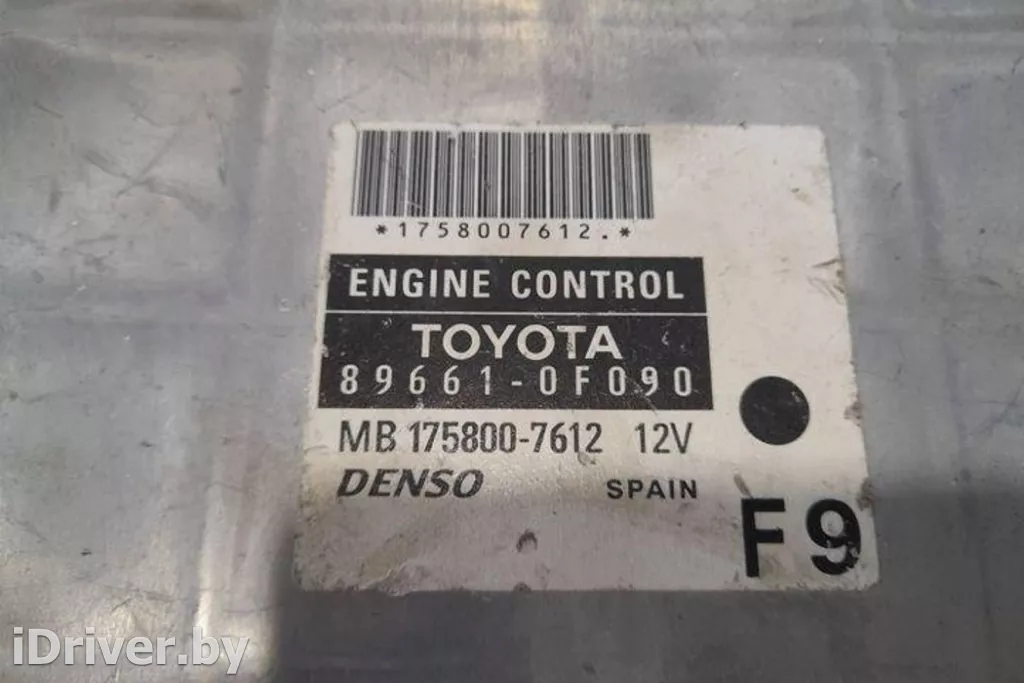 *1758007612.*
ENGINE CONTROL
TOYOTA
89661-0F090
MB 175800-7612 12V
DENSO SPAIN
F9
iDriver.by